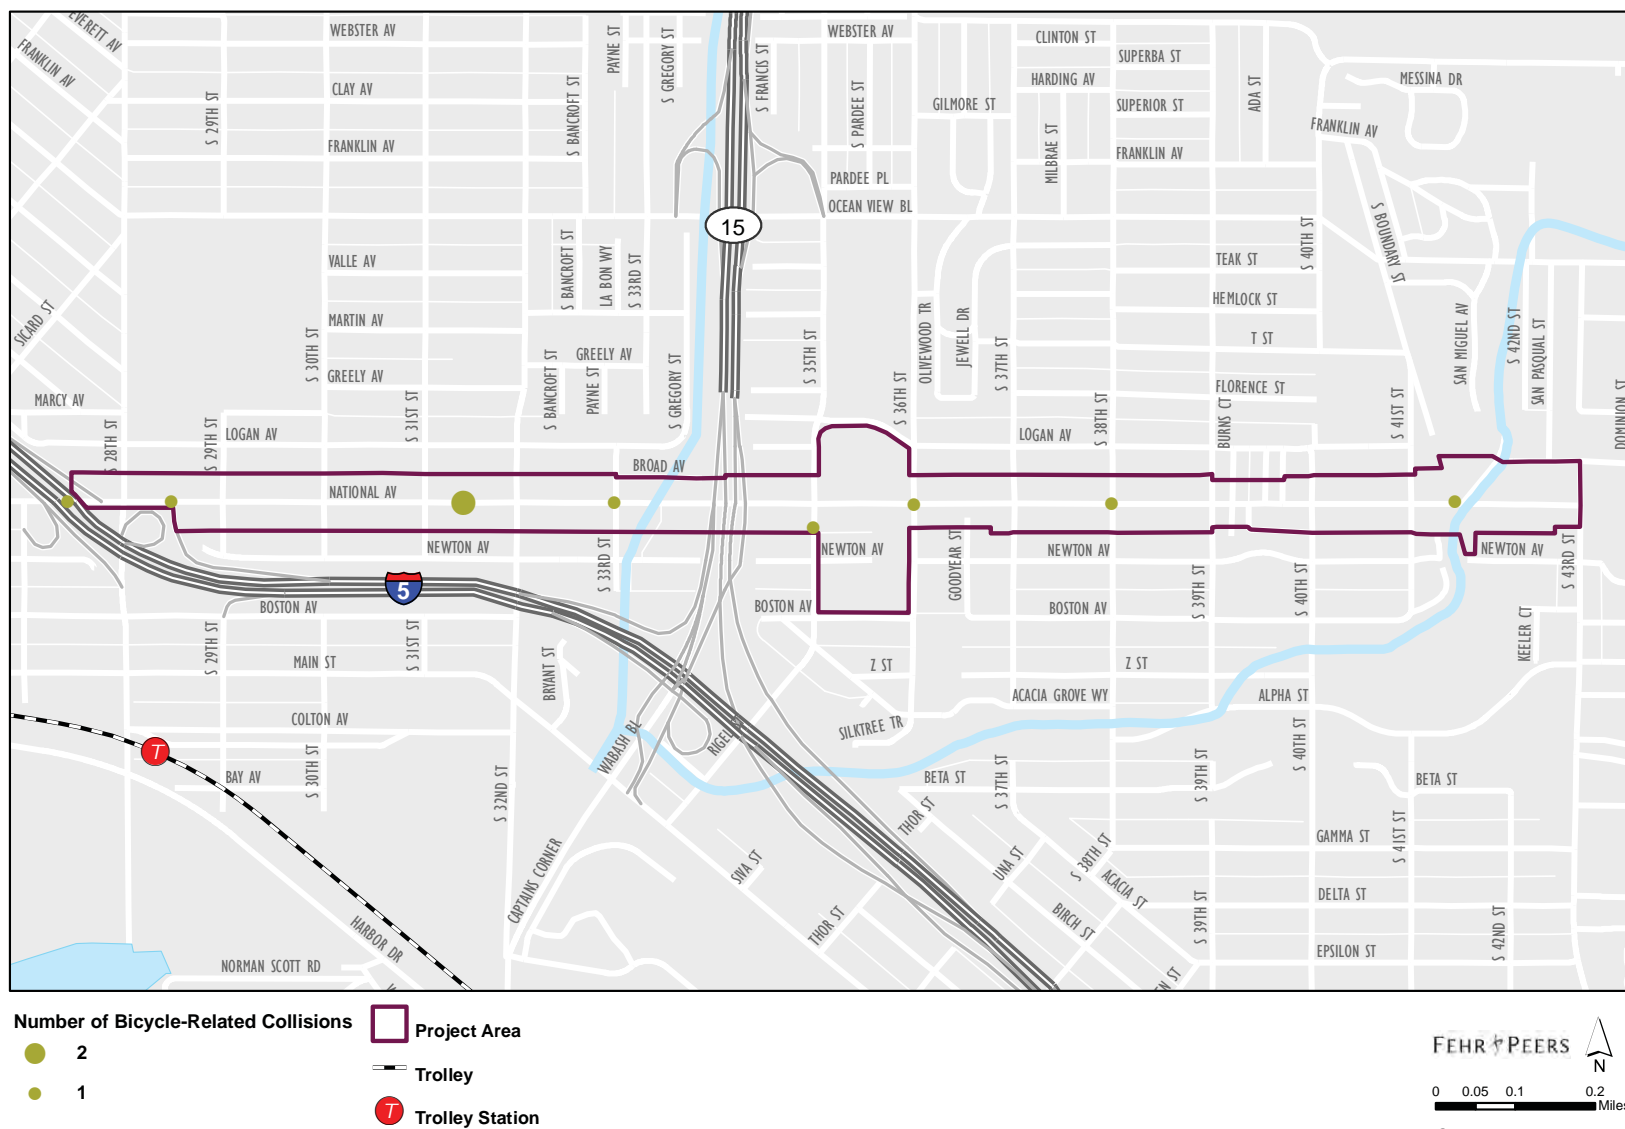 EVERETT AV
WEBSTER AV
PAYNE ST
S GREGORY ST
WEBSTER AV
CLINTON ST
SUPERBA ST
FRANKLIN AV
CLAY AV
S FRANCIS ST
HARDING AV
MESSINA DR
S 29TH ST
S BANCROFT ST
S PARDEE ST
GILMORE ST
SUPERIOR ST
ADA ST
FRANKLIN AV
FRANKLIN AV
MILBRAE ST
FRANKLIN AV
PARDEE PL
OCEAN VIEW BL
15
S BOUNDARY ST
S 40TH ST
VALLE AV
S BANCROFT ST
LA BON WY
S 33RD ST
TEAK ST
HEMLOCK ST
SICARD ST
MARTIN AV
S 30TH ST
GREELY AV
GREELY AV
S BANCROFT ST
PAYNE ST
S GREGORY ST
S 35TH ST
OLIVEWOOD TR
JEWELL DR
S 37TH ST
T ST
SAN MIGUEL AV
S 42ND ST
SAN PASQUAL ST
FLORENCE ST
MARCY AV
S 31ST ST
S 36TH ST
S 38TH ST
BURNS CT
S 41ST ST
DOMINION ST
S 28TH ST
S 29TH ST
LOGAN AV
LOGAN AV
BROAD AV
NATIONAL AV
NEWTON AV
S 33RD ST
NEWTON AV
GOODYEAR ST
NEWTON AV
NEWTON AV
S 43RD ST
5
S 39TH ST
S 40TH ST
BOSTON AV
BOSTON AV
BOSTON AV
S 29TH ST
S 31ST ST
KEELER CT
MAIN ST
BRYANT ST
Z ST
Z ST
ACACIA GROVE WY
ALPHA ST
COLTON AV
SILKTREE TR
WABASH BL
S 40TH ST
T
BAY AV
S 30TH ST
S 32ND ST
BETA ST
S 37TH ST
S 39TH ST
BETA ST
THOR ST
GAMMA ST
S 41ST ST
CAPTAINS CORNER
SIVA ST
UNA ST
S 38TH ST
ACACIA ST
DELTA ST
HARBOR DR
THOR ST
BIRCH ST
S 39TH ST
S 42ND ST
NORMAN SCOTT RD
EPSILON ST
Number of Bicycle-Related Collisions
2
1
Project Area
Trolley
T
Trolley Station
FEHR PEERS
N
0 0.05 0.1 0.2
Miles